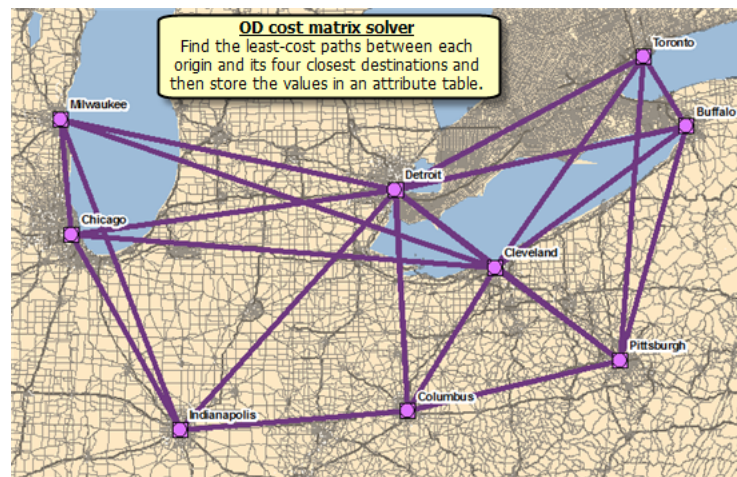 OD cost matrix solver
Find the least-cost paths between each
origin and its four closest destinations and
then store the values in an attribute table.
Toronto
Milwaukee
Buffalo
Detroit
Chicago
Cleveland
Pittsburgh
Columbus
Indianapolis